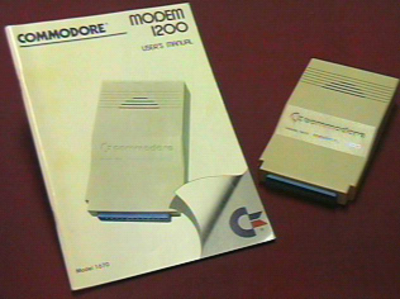 COMMODORE
MODEM
1200
USER'S MANUAL
Commodore
Model 1670
Commodore